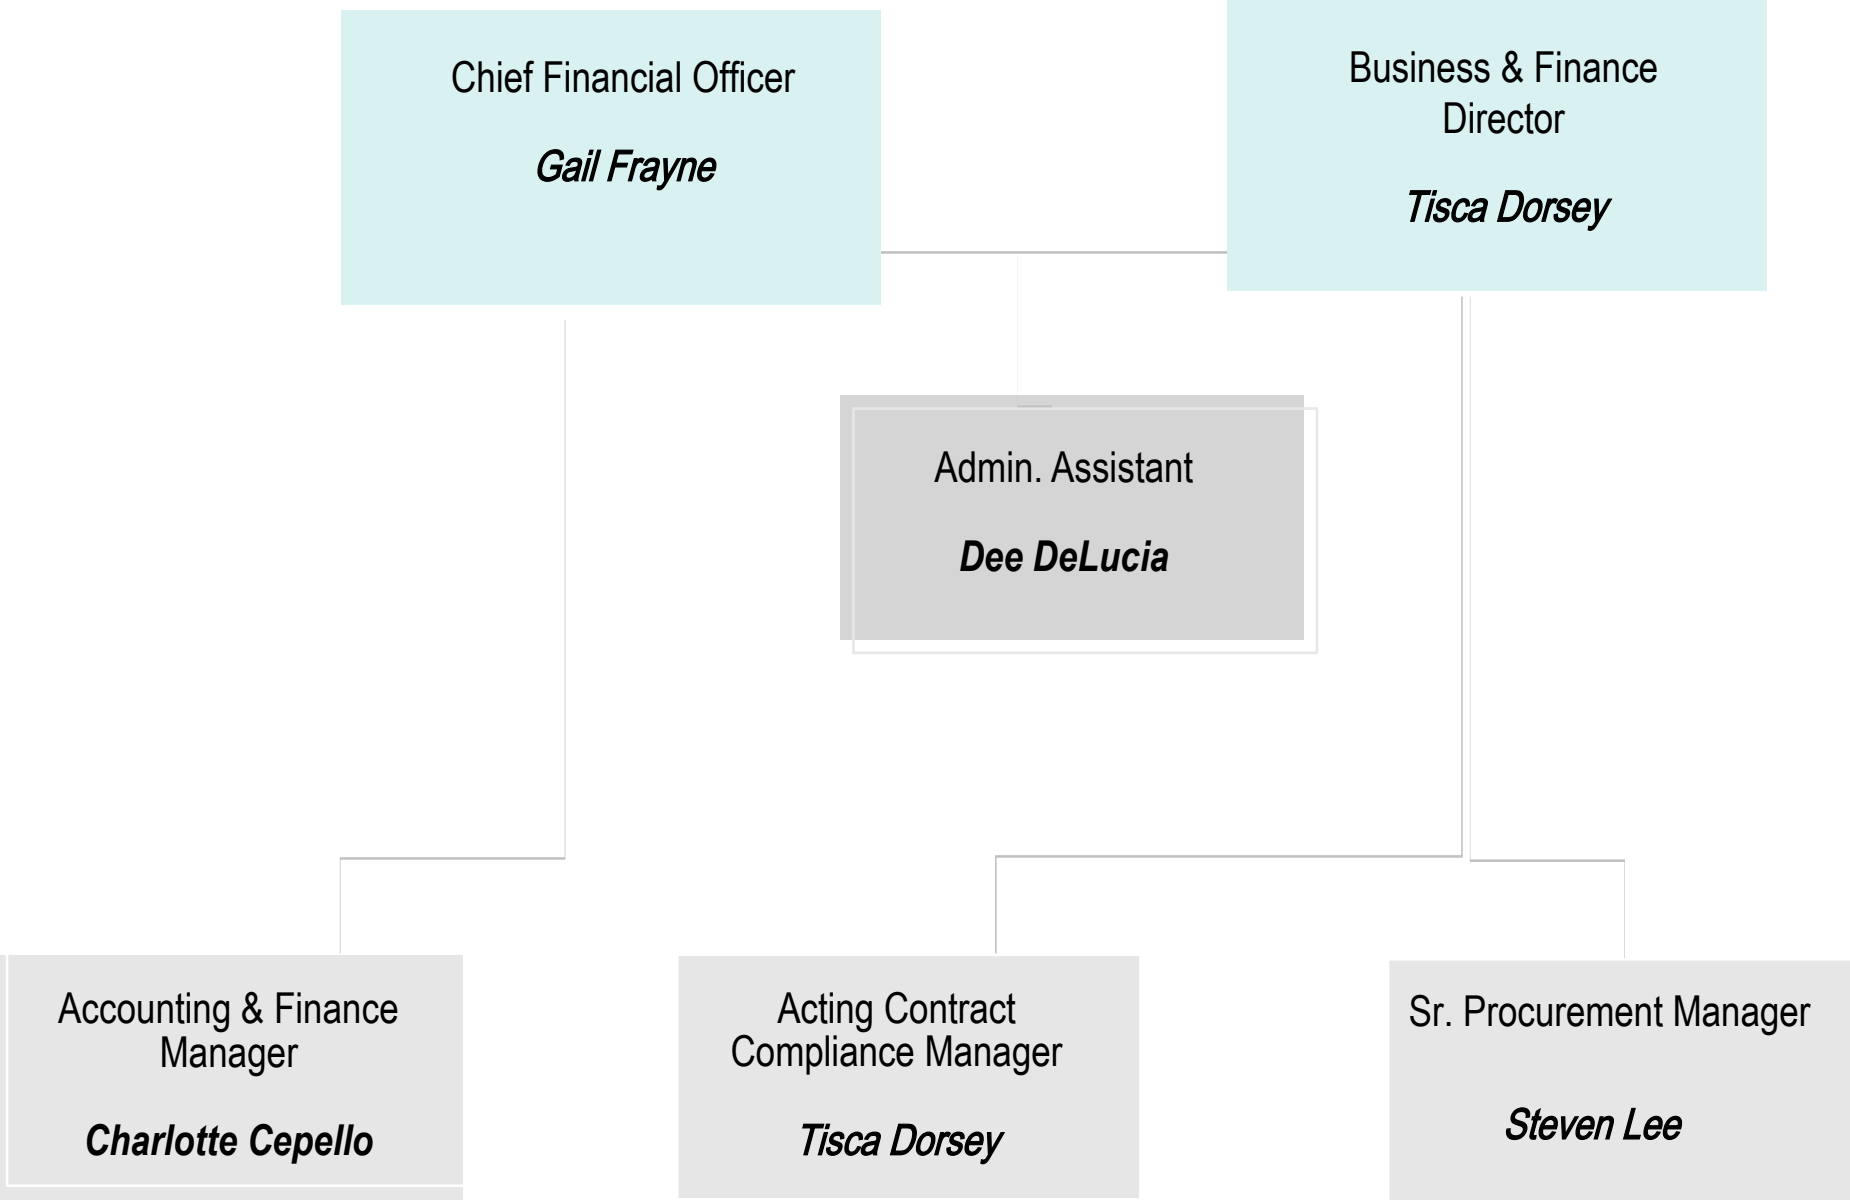 Chief Financial Officer
Gail Frayne
Business & Finance
Director
Tisca Dorsey
Admin. Assistant
Dee DeLucia
Accounting & Finance
Manager
Charlotte Cepello
Acting Contract
Compliance Manager
Tisca Dorsey
Sr. Procurement Manager
Steven Lee